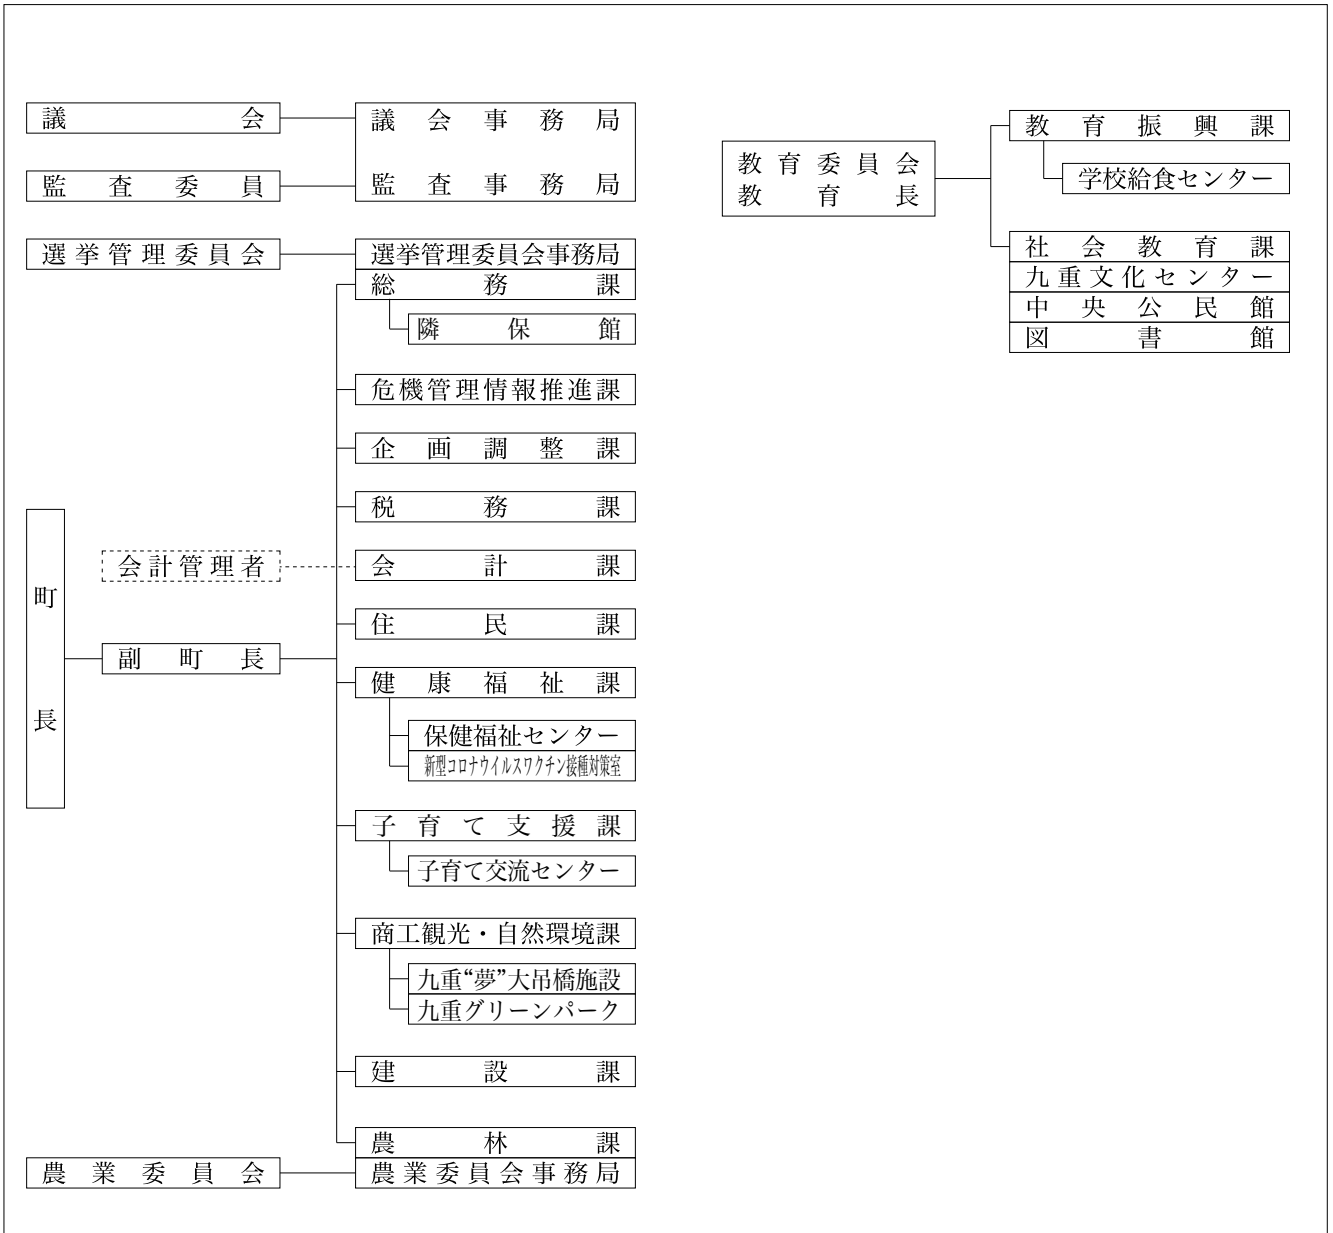 議会
議会事務局
監査委員
監査事務局
選挙管理委員会
選挙管理委員会事務局
総務課
隣保館
危機管理情報推進課
企画調整課
税務課
会計管理者
会計課
住民課
町長
副町長
健康福祉課
保健福祉センター
新型コロナウイルスワクチン接種対策室
子育て支援課
子育て交流センター
商工観光・自然環境課
九重“夢”大吊橋施設
九重グリーンパーク
建設課
農林課
農業委員会
農業委員会事務局
教育委員会
教育長
教育振興課
学校給食センター
社会教育課
九重文化センター
中央公民館
図書館